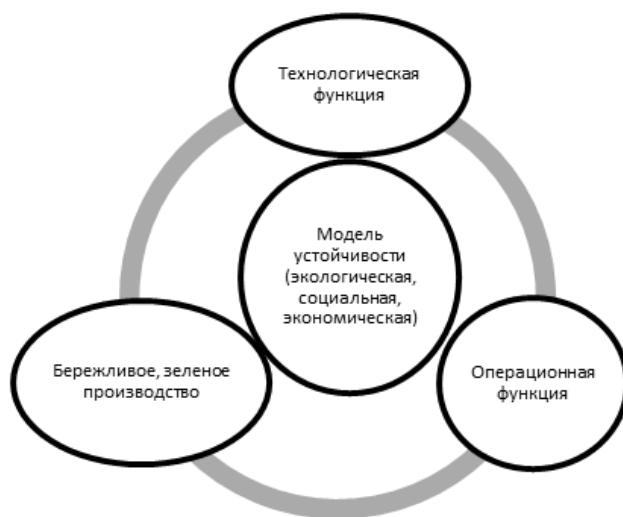 Технологическая
функция
Модель
устойчивости
(экологическая,
социальная,
экономическая)
Бережливое, зеленое
производство
Операционная
функция